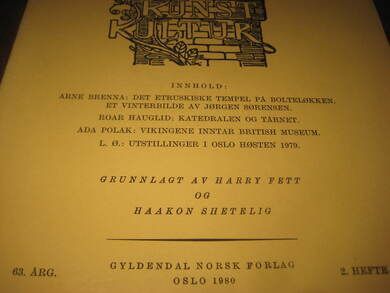 KUNST
KULTUR
INNHOLD:
ARNE BRENNA: DET ETRUSKISKE TEMPEL PÅ BOLTELØKKEN.
ET VINTERBILDE AV JØRGEN SØRENSEN.
ROAR HAUGLID: KATEDRALEN OG TÅRNET.
ADA POLAK: VIKINGENE INNTAR BRITISH MUSEUM.
L. Ø.: UTSTILLINGER I OSLO HØSTEN 1979.
GRUNNLAGT AV HARRY FETT
OG
HAAKON SHETELIG
63. ÅRG.
GYLDENDAL NORSK FORLAG
OSLO 1980
2. HEFTE